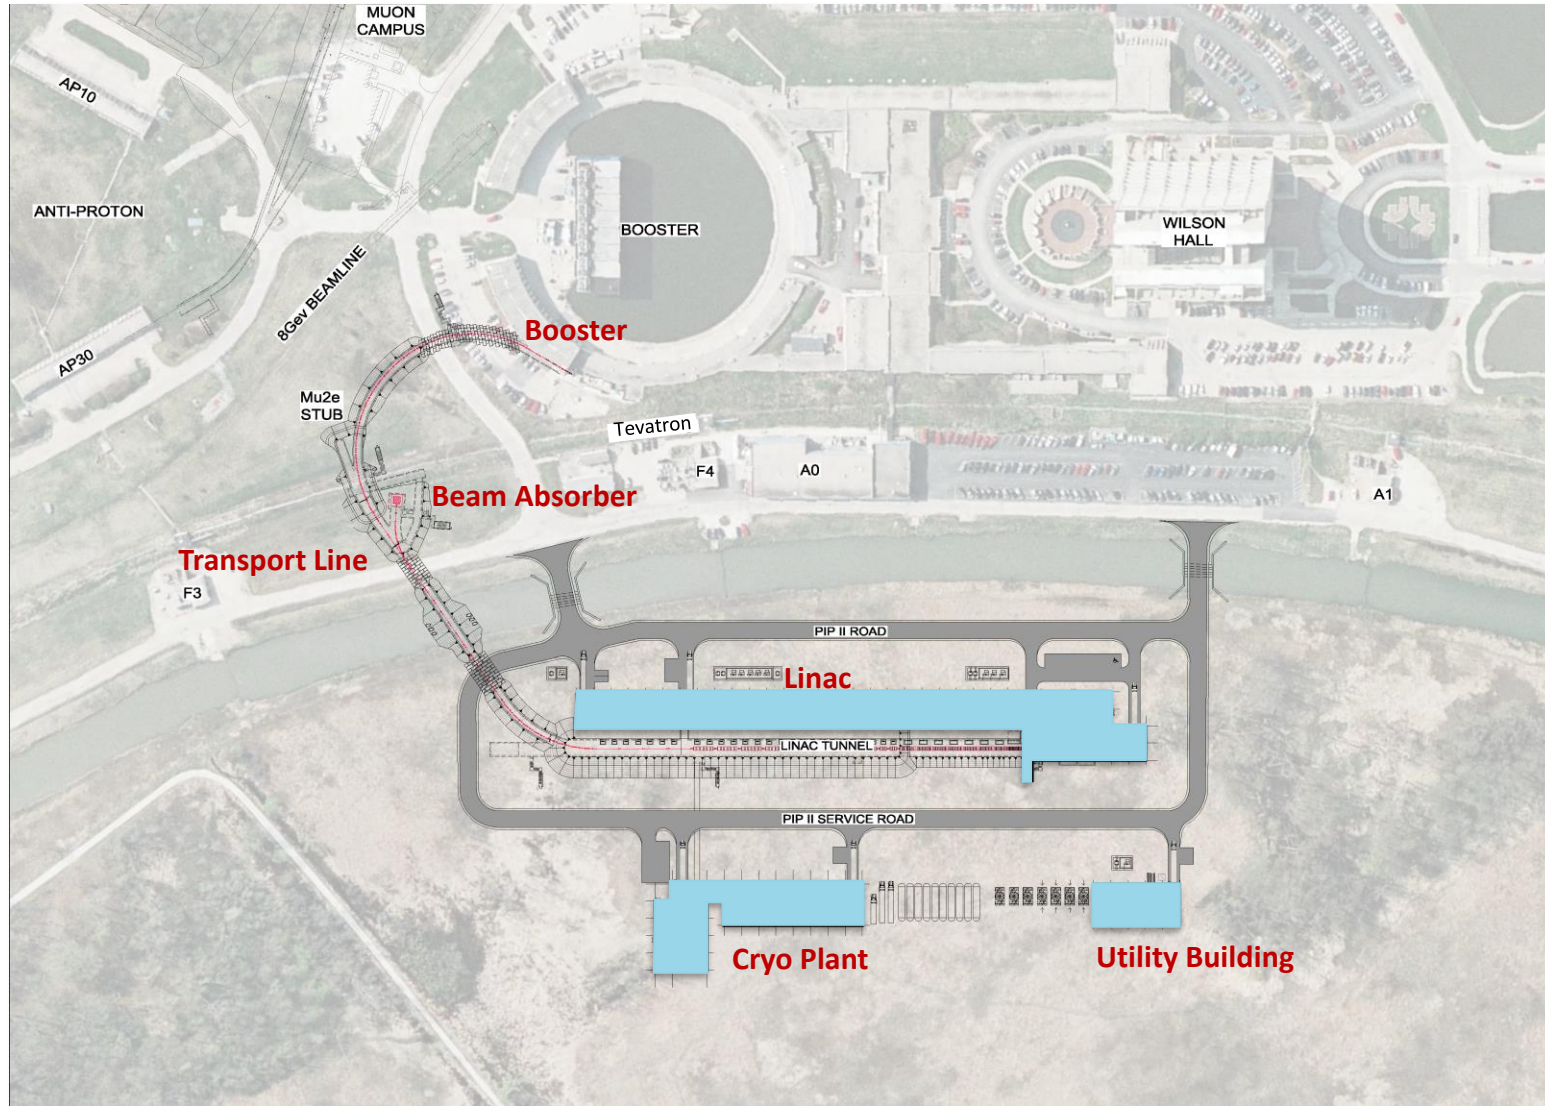 MUON
CAMPUS
AP10
ANTI-PROTON
BOOSTER
WILSON
HALL
8Gev BEAMLINE
Booster
AP30
Mu2e
STUB
Tevatron
F4
A0
A1
Beam Absorber
Transport Line
F3
PIP II ROAD
Linac
LINAC TUNNEL
PIP II SERVICE ROAD
Cryo Plant
Utility Building